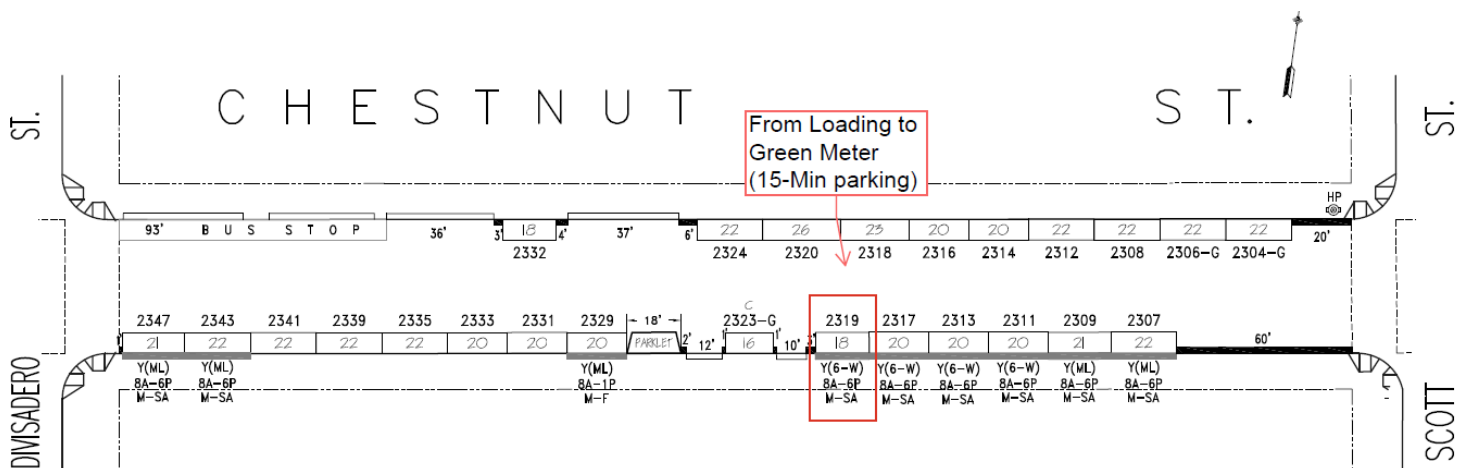 CHESTNUT ST.
ST.
ST.
From Loading to
Green Meter
(15-Min parking)
HP
93' BUS STOP 36' 3' 18 4' 37' 6' 22 26 23 20 20 22 22 22 22 20'
2332 2324 2320 2318 2316 2314 2312 2308 2306-G 2304-G
C
2347 2343 2341 2339 2335 2333 2331 2329 18' 2323-G 2319 2317 2313 2311 2309 2307
21 22 22 22 22 20 20 20 PARKLET 2' 12' 1' 16 1' 10' 3' 18 20 20 20 21 22 60'
Y(ML) Y(ML) Y(ML) Y(6-W) Y(6-W) Y(6-W) Y(6-W) Y(ML) Y(ML)
8A-6P 8A-6P 8A-1P 8A-6P 8A-6P 8A-6P 8A-6P 8A-6P 8A-6P
M-SA M-SA M-F M-SA M-SA M-SA M-SA M-SA M-SA
DIVISADERO
SCOTT